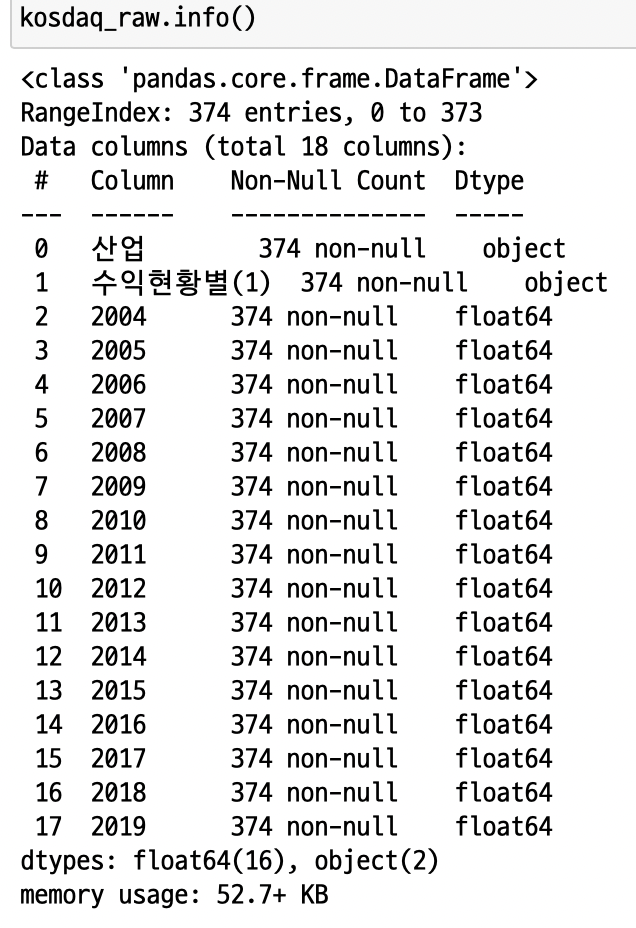 kosdaq_raw.info()
<class 'pandas.core.frame.DataFrame'>
RangeIndex: 374 entries, 0 to 373
Data columns (total 18 columns):
 #   Column    Non-Null Count  Dtype
---  ------    --------------  -----
 0   산업        374 non-null    object
 1   수익현황별(1)  374 non-null    object
 2   2004      374 non-null    float64
 3   2005      374 non-null    float64
 4   2006      374 non-null    float64
 5   2007      374 non-null    float64
 6   2008      374 non-null    float64
 7   2009      374 non-null    float64
 8   2010      374 non-null    float64
 9   2011      374 non-null    float64
 10  2012      374 non-null    float64
 11  2013      374 non-null    float64
 12  2014      374 non-null    float64
 13  2015      374 non-null    float64
 14  2016      374 non-null    float64
 15  2017      374 non-null    float64
 16  2018      374 non-null    float64
 17  2019      374 non-null    float64
dtypes: float64(16), object(2)
memory usage: 52.7+ KB